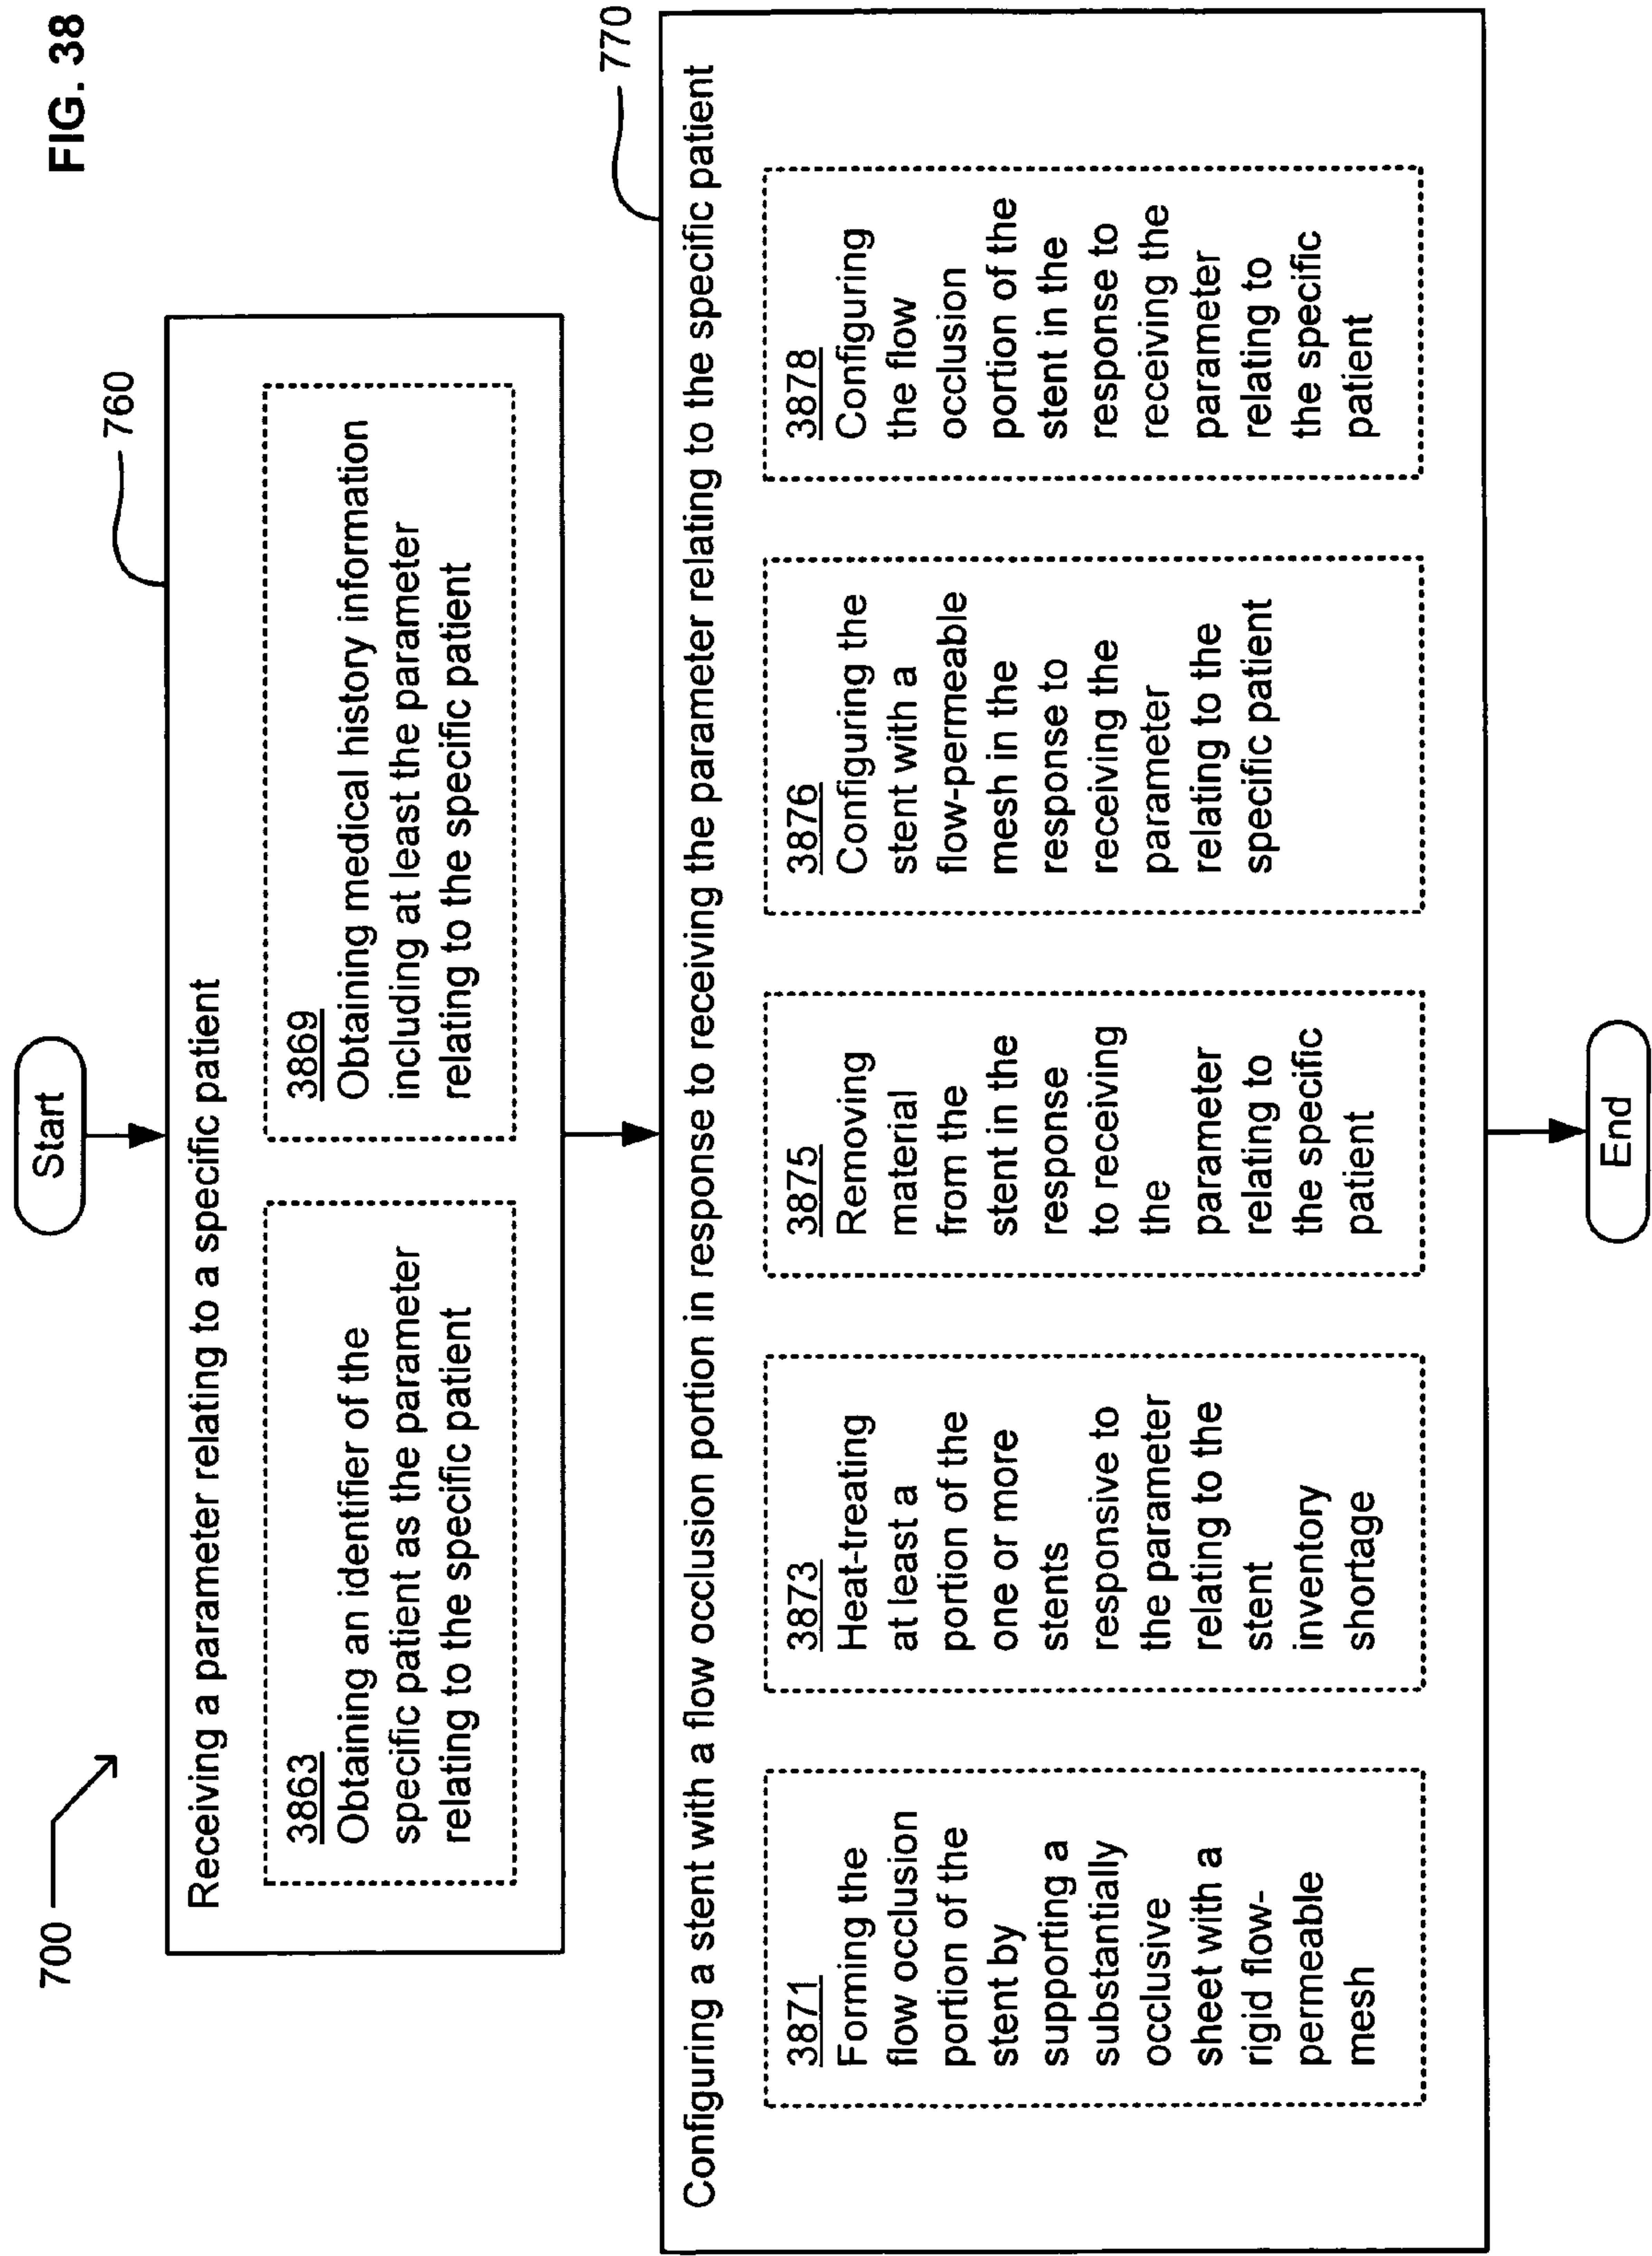 FIG. 38
700
Start
760
Receiving a parameter relating to a specific patient
3863
Obtaining an identifier of the
specific patient as the parameter
relating to the specific patient
3869
Obtaining medical history information
including at least the parameter
relating to the specific patient
770
Configuring a stent with a flow occlusion portion in response to receiving the parameter relating to the specific patient
3871
Forming the
flow occlusion
portion of the
stent by
supporting a
substantially
occlusive
sheet with a
rigid flow-
permeable
mesh
3873
Heat-treating
at least a
portion of the
one or more
stents
responsive to
the parameter
relating to the
stent
inventory
shortage
3875
Removing
material
from the
stent in the
response
to receiving
the
parameter
relating to
the specific
patient
3876
Configuring the
stent with a
flow-permeable
mesh in the
response to
receiving the
parameter
relating to the
specific patient
3878
Configuring
the flow
occlusion
portion of the
stent in the
response to
receiving the
parameter
relating to
the specific
patient
End